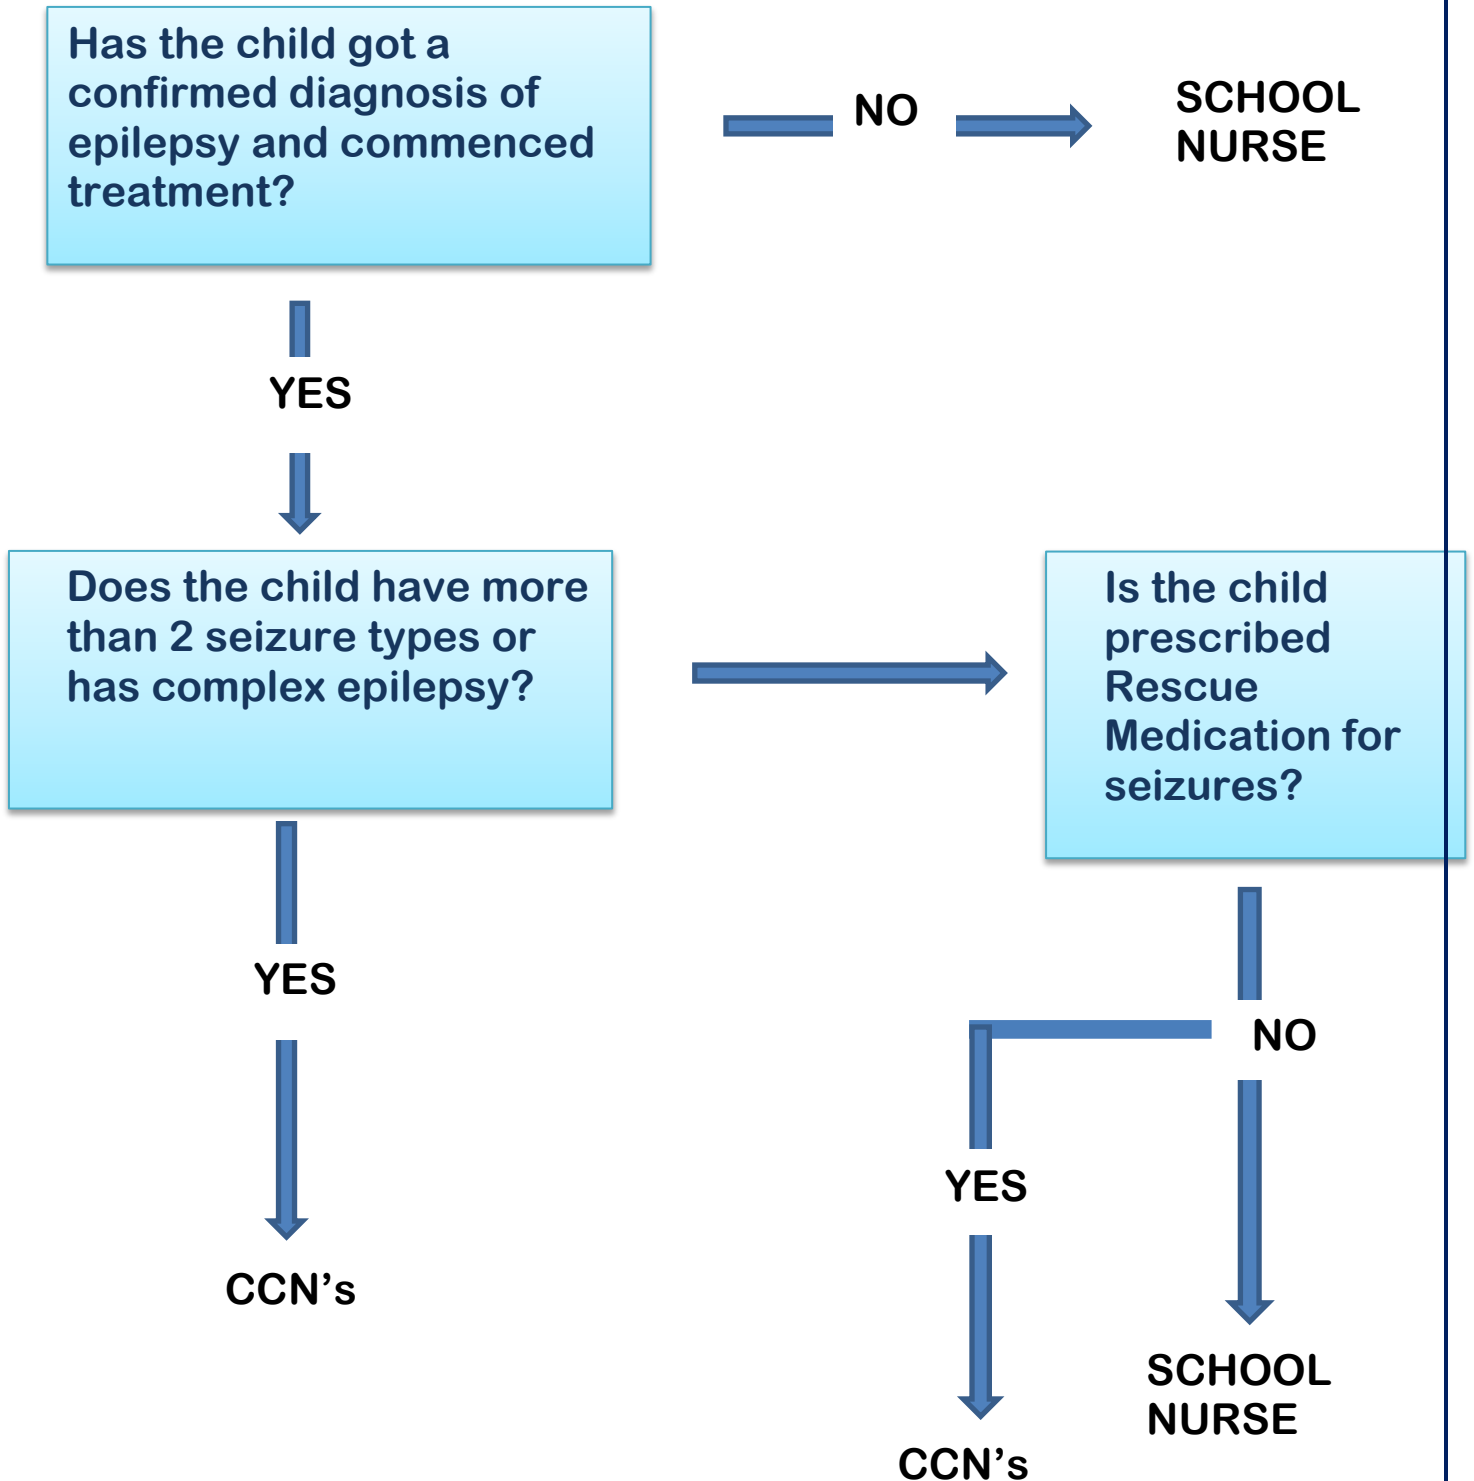 Has the child got a
confirmed diagnosis of
epilepsy and commenced
treatment?
NO
SCHOOL
NURSE
YES
Does the child have more
than 2 seizure types or
has complex epilepsy?
Is the child
prescribed
Rescue
Medication for
seizures?
YES
NO
YES
CCN’s
SCHOOL
NURSE
CCN’s